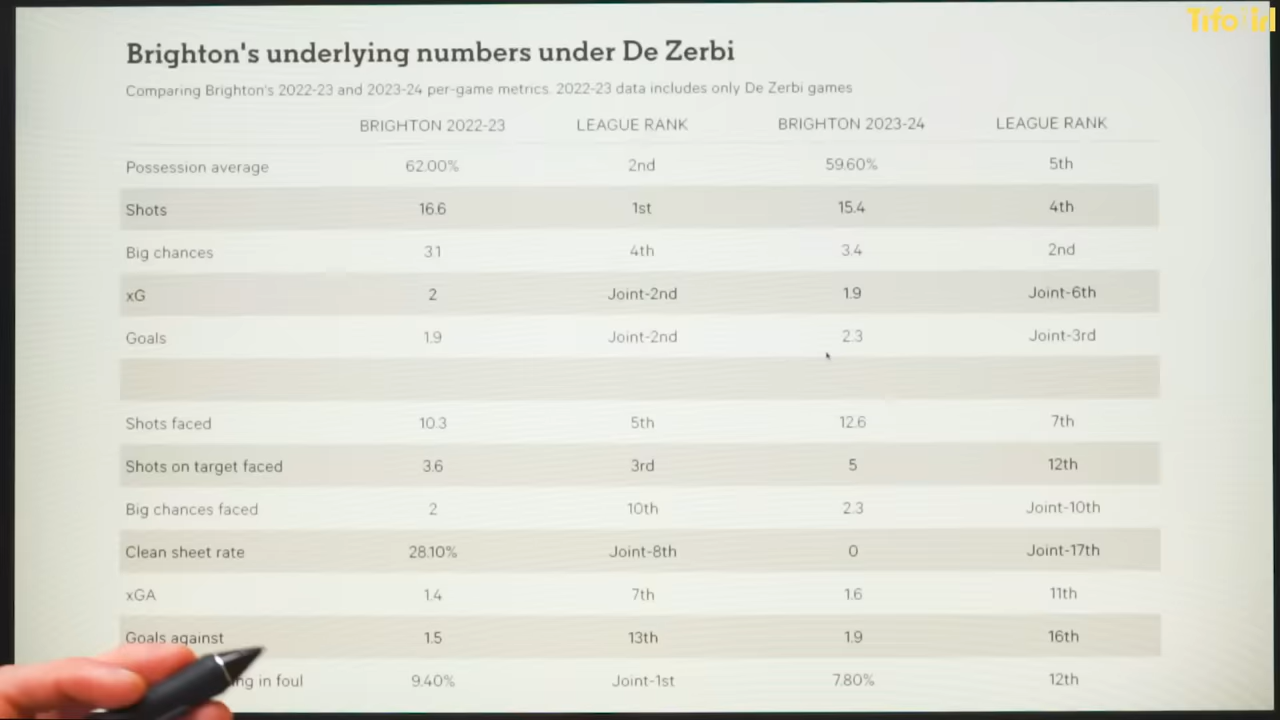 Brighton's underlying numbers under De Zerbi
Comparing Brighton's 2022-23 and 2023-24 per-game metrics. 2022-23 data includes only De Zerbi games
BRIGHTON 2022-23 LEAGUE RANK BRIGHTON 2023-24 LEAGUE RANK
Possession average 62.00% 2nd 59.60% 5th
Shots 16.6 1st 15.4 4th
Big chances 3.1 4th 3.4 2nd
xG 2 Joint-2nd 1.9 Joint-6th
Goals 1.9 Joint-2nd 2.3 Joint-3rd
Shots faced 10.3 5th 12.6 7th
Shots on target faced 3.6 3rd 5 12th
Big chances faced 2 10th 2.3 Joint-10th
Clean sheet rate 28.10% Joint-8th 0 Joint-17th
xGA 1.4 7th 1.6 11th
Goals against 1.5 13th 1.9 16th
in foul 9.40% Joint-1st 7.80% 12th